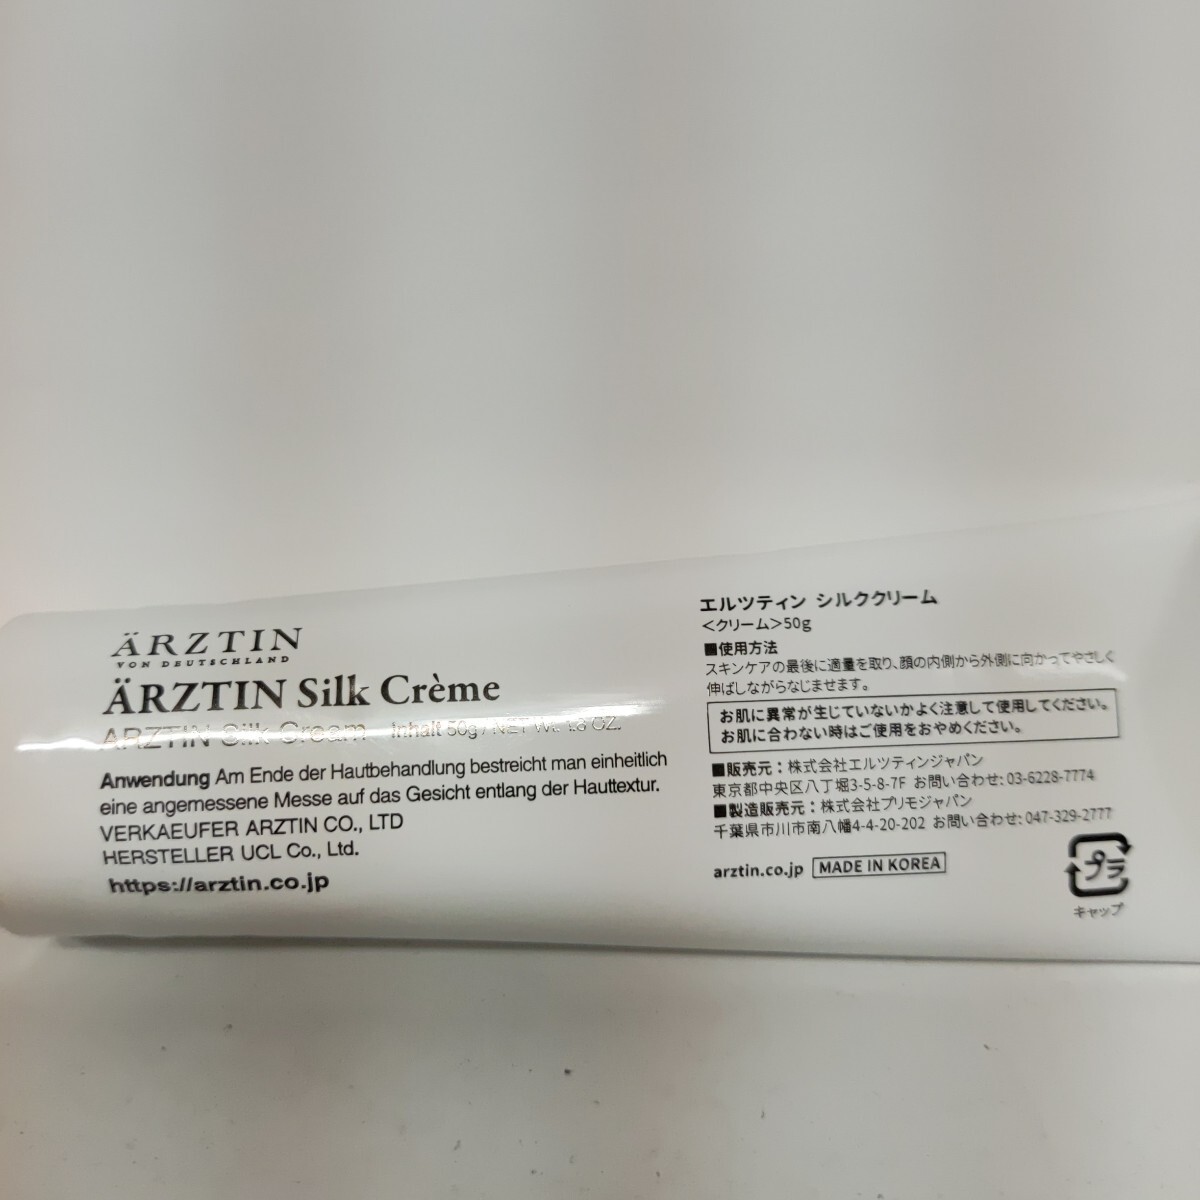 ÄRZTIN
VON DEUTSCHLAND
ÄRZTIN Silk Crème
ARZTIN Silk Cream Inhalt 50g / NET WT. 1.8 OZ.
Anwendung Am Ende der Hautbehandlung bestreicht man einheitlich
eine angemessene Messe auf das Gesicht entlang der Hauttextur.
VERKAEUFER ARZTIN CO., LTD
HERSTELLER UCL Co., Ltd.
https://arztin.co.jp
エルツティン シルククリーム
<クリーム>50g
■使用方法
スキンケアの最後に適量を取り、顔の内側から外側に向かってやさしく
伸ばしながらなじませます。
お肌に異常が生じていないかよく注意して使用してください。
お肌に合わない時はご使用をおやめください。
■販売元：株式会社エルツティンジャパン
東京都中央区八丁堀3-5-8-7F お問い合わせ: 03-6228-7774
■製造販売元：株式会社プリモジャパン
千葉県市川市南八幡4-4-20-202 お問い合わせ: 047-329-2777
arztin.co.jp MADE IN KOREA
プラ
キャップ